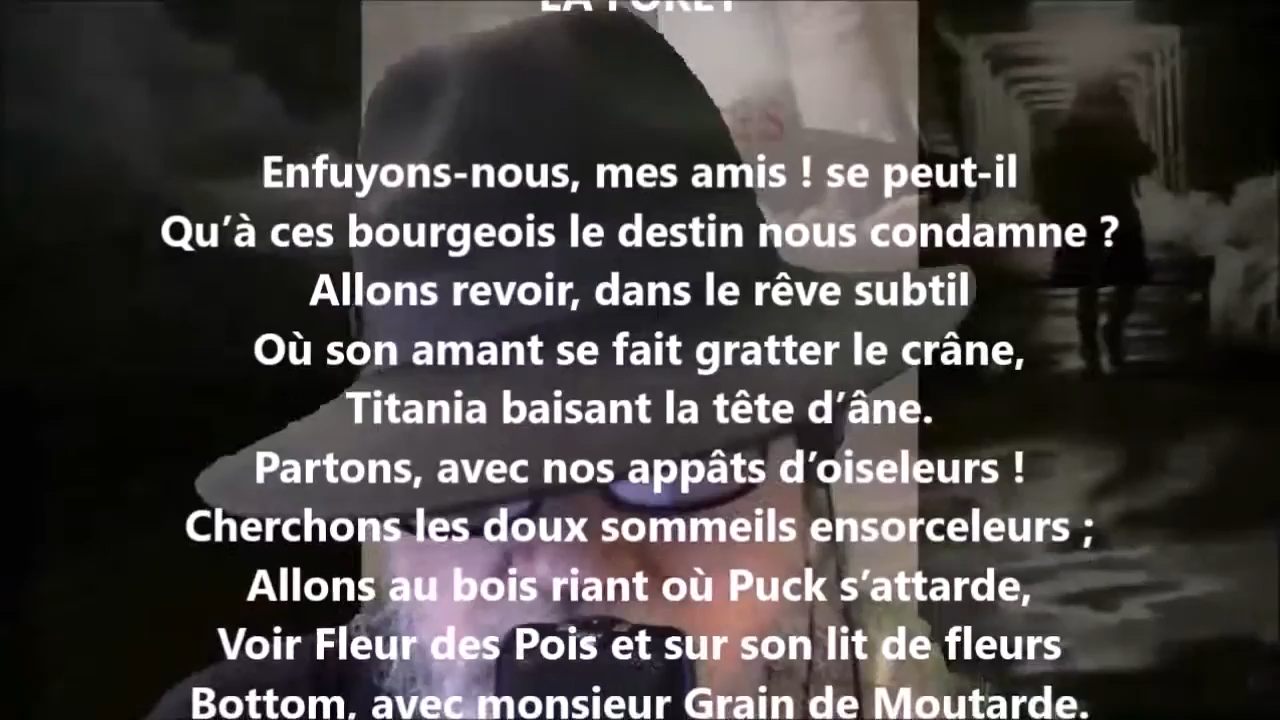 LA FORÊT
Enfuyons-nous, mes amis ! se peut-il
Qu’à ces bourgeois le destin nous condamne ?
Allons revoir, dans le rêve subtil
Où son amant se fait gratter le crâne,
Titania baisant la tête d’âne.
Partons, avec nos appâts d’oiseleurs !
Cherchons les doux sommeils ensorceleurs ;
Allons au bois riant où Puck s’attarde,
Voir Fleur des Pois et sur son lit de fleurs
Bottom, avec monsieur Grain de Moutarde.